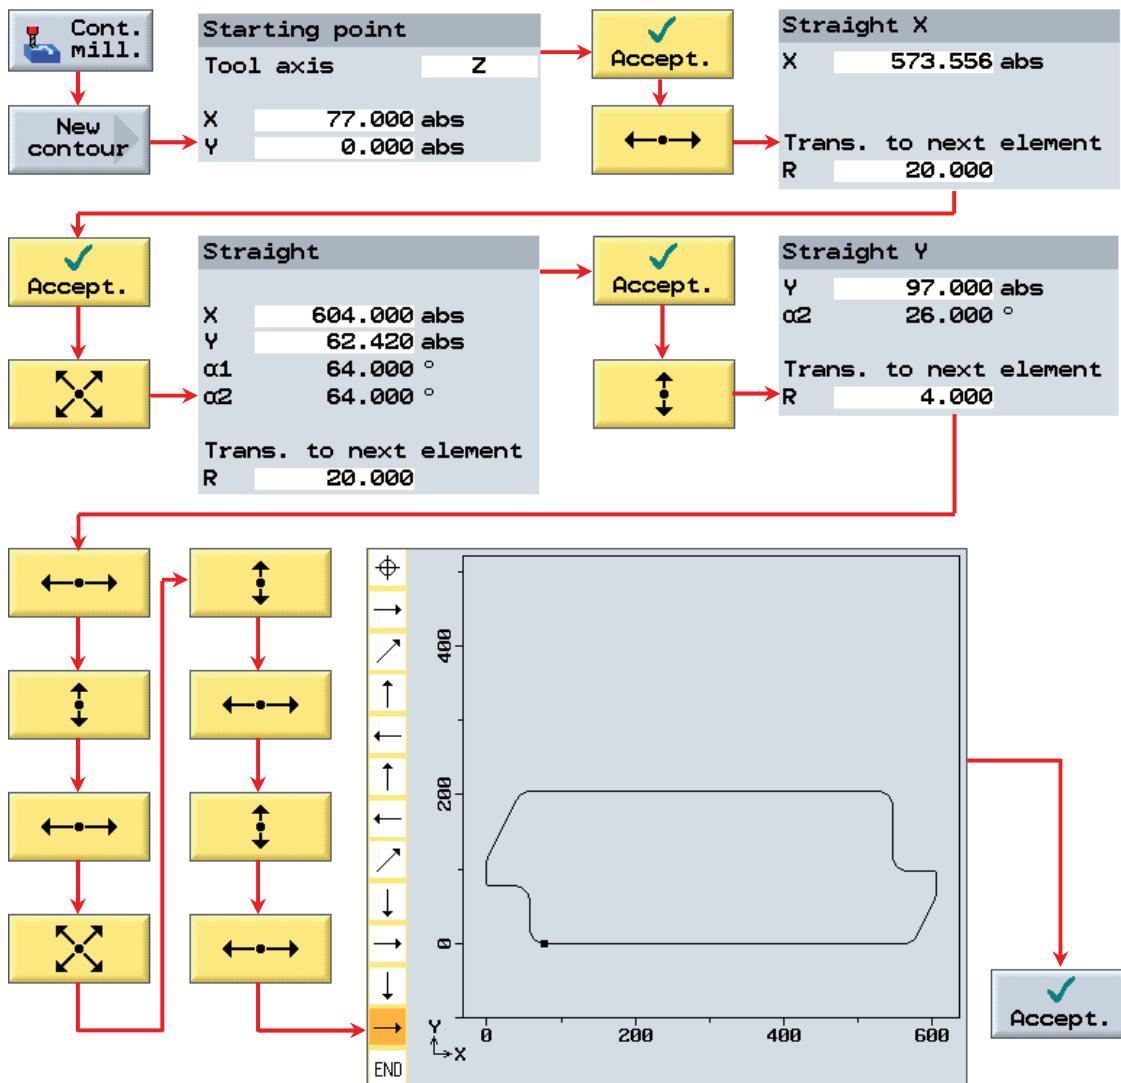 Cont.
mill.
New
contour
Starting point
Tool axis Z
X 77.000 abs
Y 0.000 abs
Accept.
Straight X
X 573.556 abs
Trans. to next element
R 20.000
Accept.
Straight
X 604.000 abs
Y 62.420 abs
α1 64.000 °
α2 64.000 °
Trans. to next element
R 20.000
Accept.
Straight Y
Y 97.000 abs
α2 26.000 °
Trans. to next element
R 4.000
400
200
0
Y
X
0 200 400 600
END
Accept.